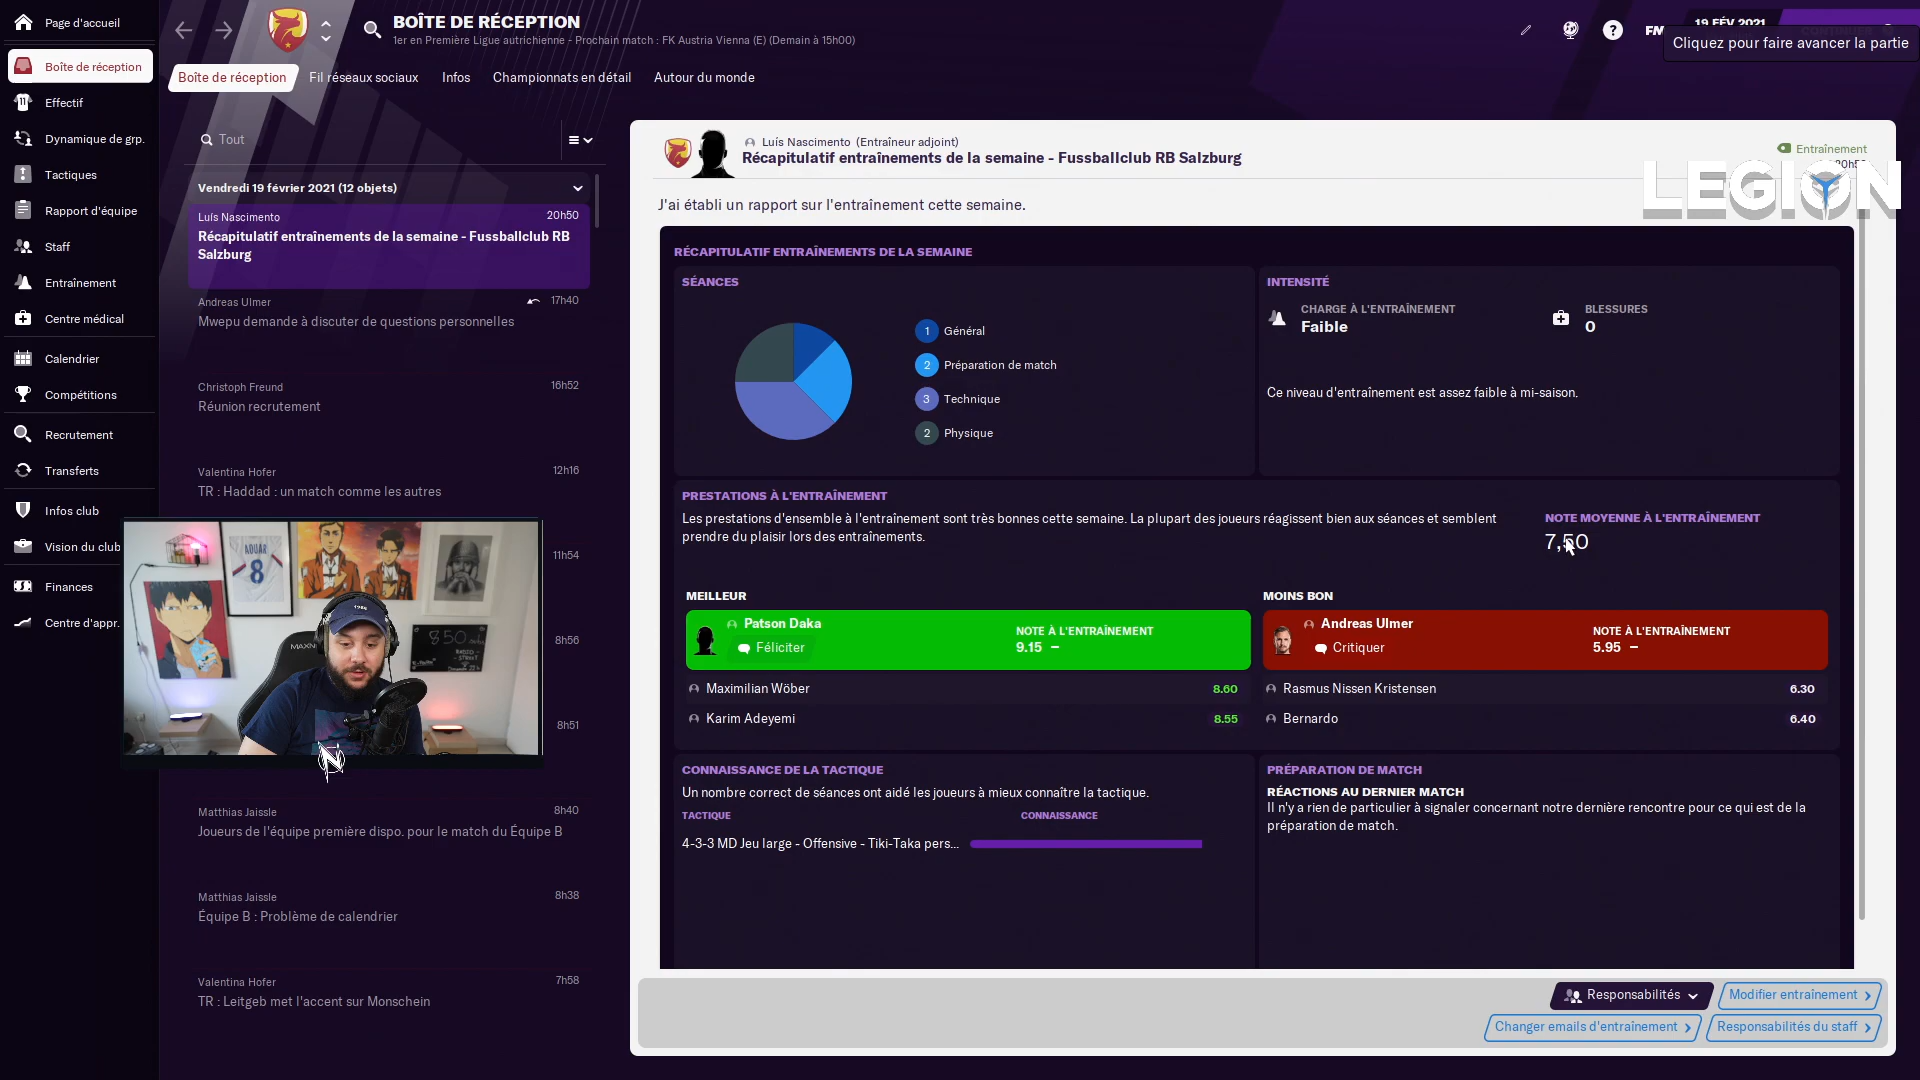 Page d'accueil
Boîte de réception
Effectif
Dynamique de grp.
Tactiques
Rapport d'équipe
Staff
Entraînement
Centre médical
Calendrier
Compétitions
Recrutement
Transferts
Infos club
Vision du club
Finances
Centre d'appr.
BOÎTE DE RÉCEPTION
1er en Première Ligue autrichienne - Prochain match : FK Austria Vienna (E) (Demain à 15h00)
FM
19 FÉV 2021
Cliquez pour faire avancer la partie
Boîte de réception
Fil réseaux sociaux
Infos
Championnats en détail
Autour du monde
Tout
Vendredi 19 février 2021 (12 objets)
Luís Nascimento 20h50
Récapitulatif entraînements de la semaine - Fussballclub RB
Salzburg
Andreas Ulmer 17h40
Mwepu demande à discuter de questions personnelles
Christoph Freund 16h52
Réunion recrutement
Valentina Hofer 12h16
TR : Haddad : un match comme les autres
11h54
8h56
8h51
AOUAR
8
1988
MAXN
850
RADIO
STREET
Matthias Jaissle 8h40
Joueurs de l'équipe première dispo. pour le match du Équipe B
Matthias Jaissle 8h38
Équipe B : Problème de calendrier
Valentina Hofer 7h58
TR : Leitgeb met l'accent sur Monschein
Luís Nascimento (Entraîneur adjoint)
Récapitulatif entraînements de la semaine - Fussballclub RB Salzburg
Entraînement
LEGION
J'ai établi un rapport sur l'entraînement cette semaine.
RÉCAPITULATIF ENTRAÎNEMENTS DE LA SEMAINE
SÉANCES
1 Général
2 Préparation de match
3 Technique
2 Physique
INTENSITÉ
CHARGE À L'ENTRAÎNEMENT
Faible
BLESSURES
0
Ce niveau d'entraînement est assez faible à mi-saison.
PRESTATIONS À L'ENTRAÎNEMENT
Les prestations d'ensemble à l'entraînement sont très bonnes cette semaine. La plupart des joueurs réagissent bien aux séances et semblent
prendre du plaisir lors des entraînements.
NOTE MOYENNE À L'ENTRAÎNEMENT
7,50
MEILLEUR
Patson Daka
Féliciter
NOTE À L'ENTRAÎNEMENT
9.15 –
Maximilian Wöber 8.60
Karim Adeyemi 8.55
MOINS BON
Andreas Ulmer
Critiquer
NOTE À L'ENTRAÎNEMENT
5.95 –
Rasmus Nissen Kristensen 6.30
Bernardo 6.40
CONNAISSANCE DE LA TACTIQUE
Un nombre correct de séances ont aidé les joueurs à mieux connaître la tactique.
TACTIQUE CONNAISSANCE
4-3-3 MD Jeu large - Offensive - Tiki-Taka pers...
PRÉPARATION DE MATCH
RÉACTIONS AU DERNIER MATCH
Il n'y a rien de particulier à signaler concernant notre dernière rencontre pour ce qui est de la
préparation de match.
Responsabilités
Modifier entraînement
Changer emails d'entraînement
Responsabilités du staff